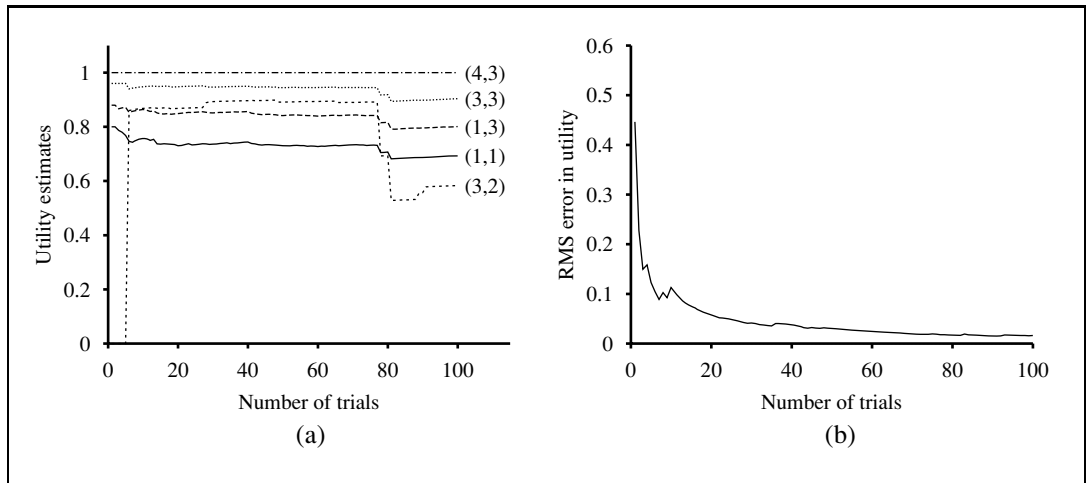 1
0.8
0.6
0.4
0.2
0
Utility estimates
(4,3)
(3,3)
(1,3)
(1,1)
(3,2)
0 20 40 60 80 100
Number of trials
(a)
0.6
0.5
0.4
0.3
0.2
0.1
0
RMS error in utility
0 20 40 60 80 100
Number of trials
(b)